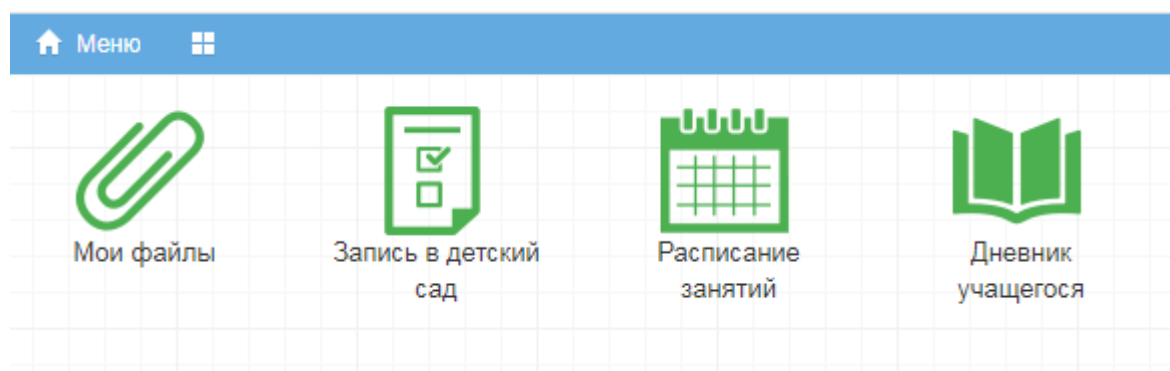 Меню
Мои файлы
Запись в детский
сад
Расписание
занятий
Дневник
учащегося